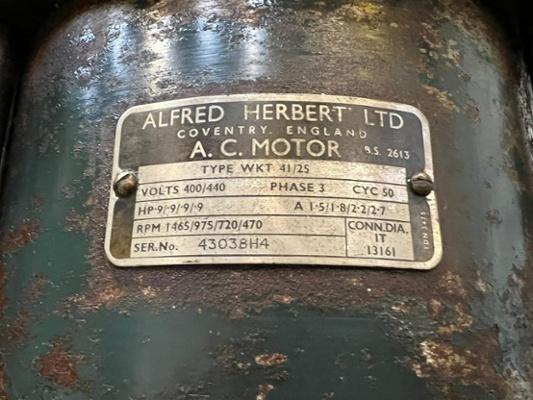 ALFRED HERBERT LTD
COVENTRY. ENGLAND
A. C. MOTOR B.S. 2613
TYPE WKT 41/25
VOLTS 400/440 PHASE 3 CYC 50
HP·9/·9/·9/·9 A 1·5/1·8/2·2/2·7
RPM 1465/975/720/470 CONN.DIA.
IT
SER.No. 43038H4 13161